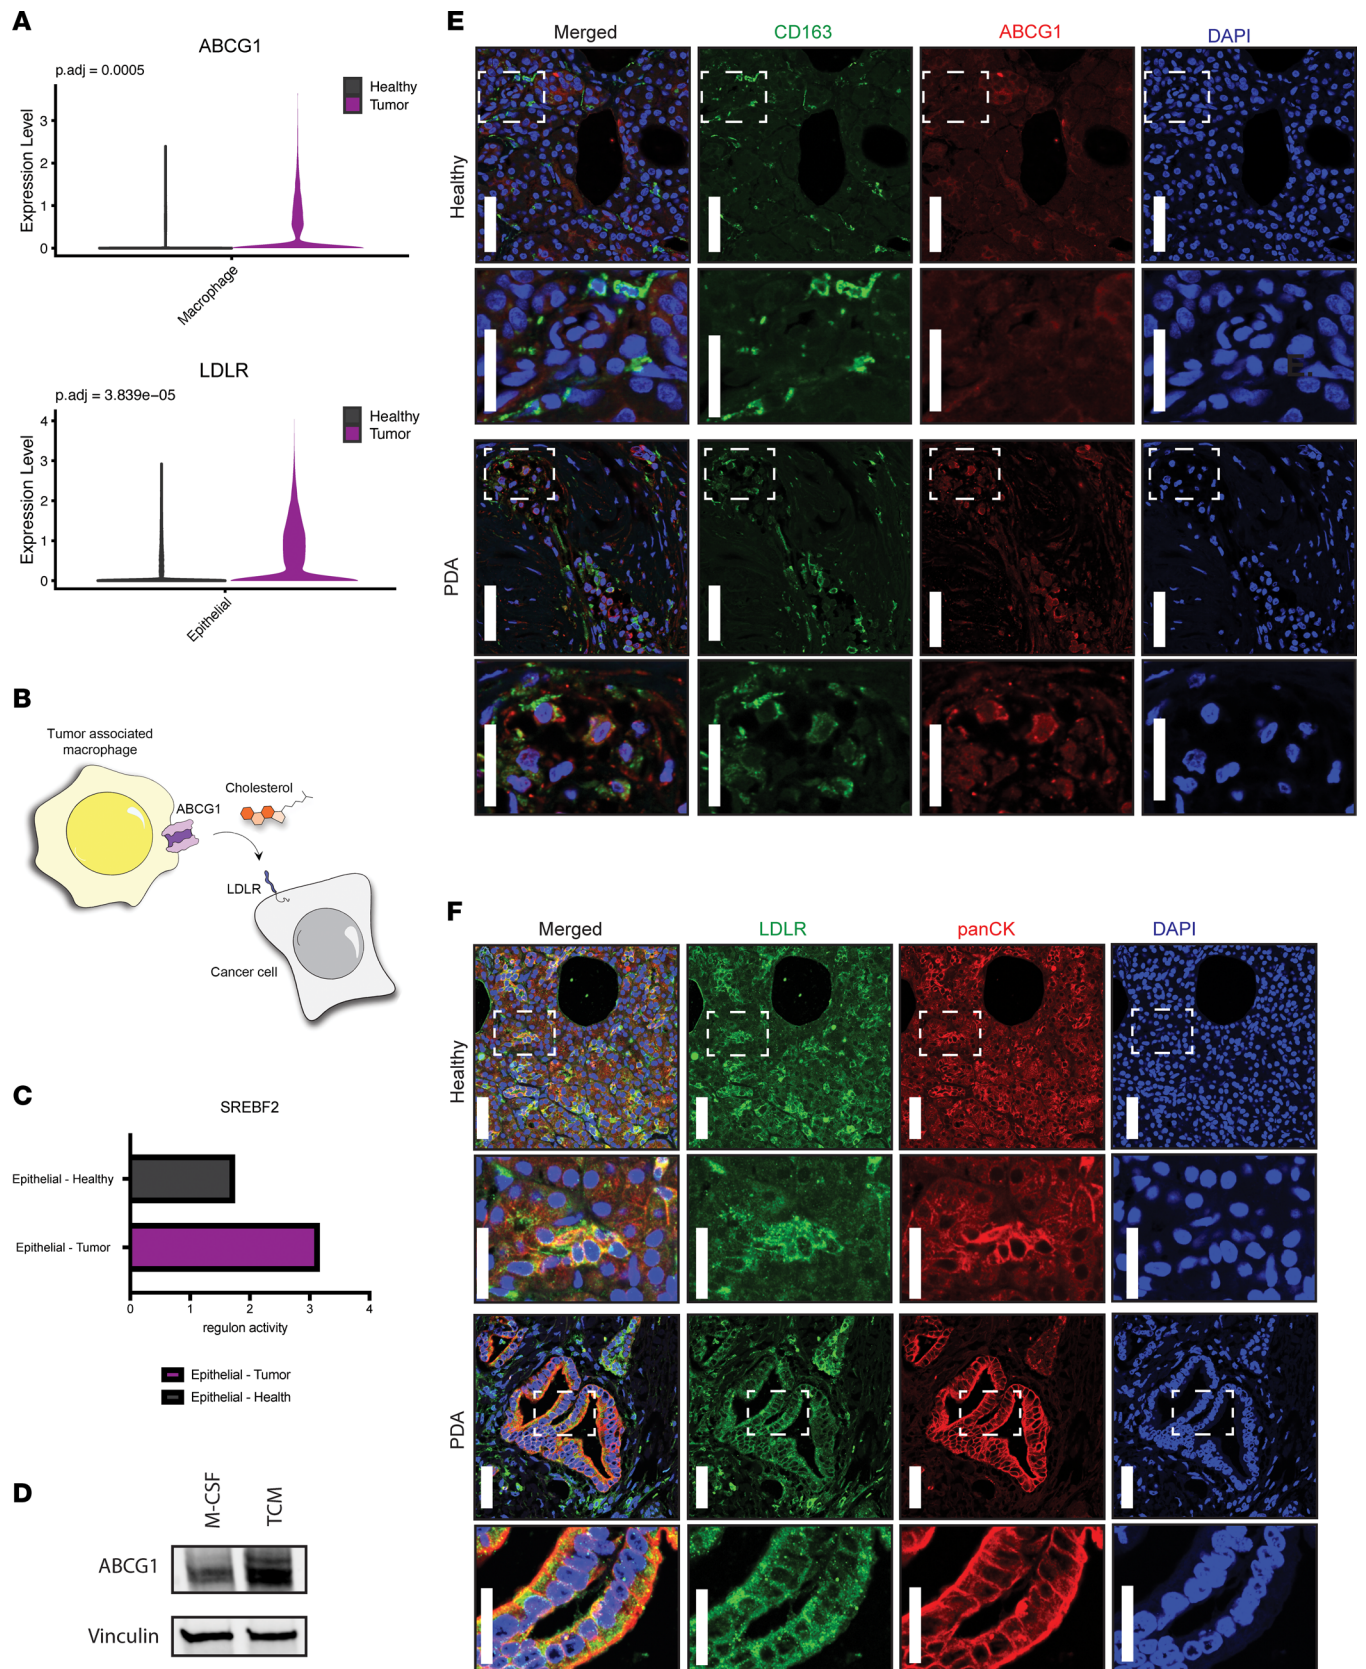 A
ABCG1
p.adj = 0.0005
Healthy
Tumor
Expression Level
3
2
1
0
Macrophage
LDLR
p.adj = 3.839e−05
Healthy
Tumor
Expression Level
4
3
2
1
0
Epithelial
B
Tumor associated
macrophage
ABCG1
Cholesterol
LDLR
Cancer cell
C
SREBF2
Epithelial - Healthy
Epithelial - Tumor
0 1 2 3 4
regulon activity
Epithelial - Tumor
Epithelial - Health
D
M-CSF TCM
ABCG1
Vinculin
E
Merged CD163 ABCG1 DAPI
Healthy
E
PDA
F
Merged LDLR panCK DAPI
Healthy
PDA